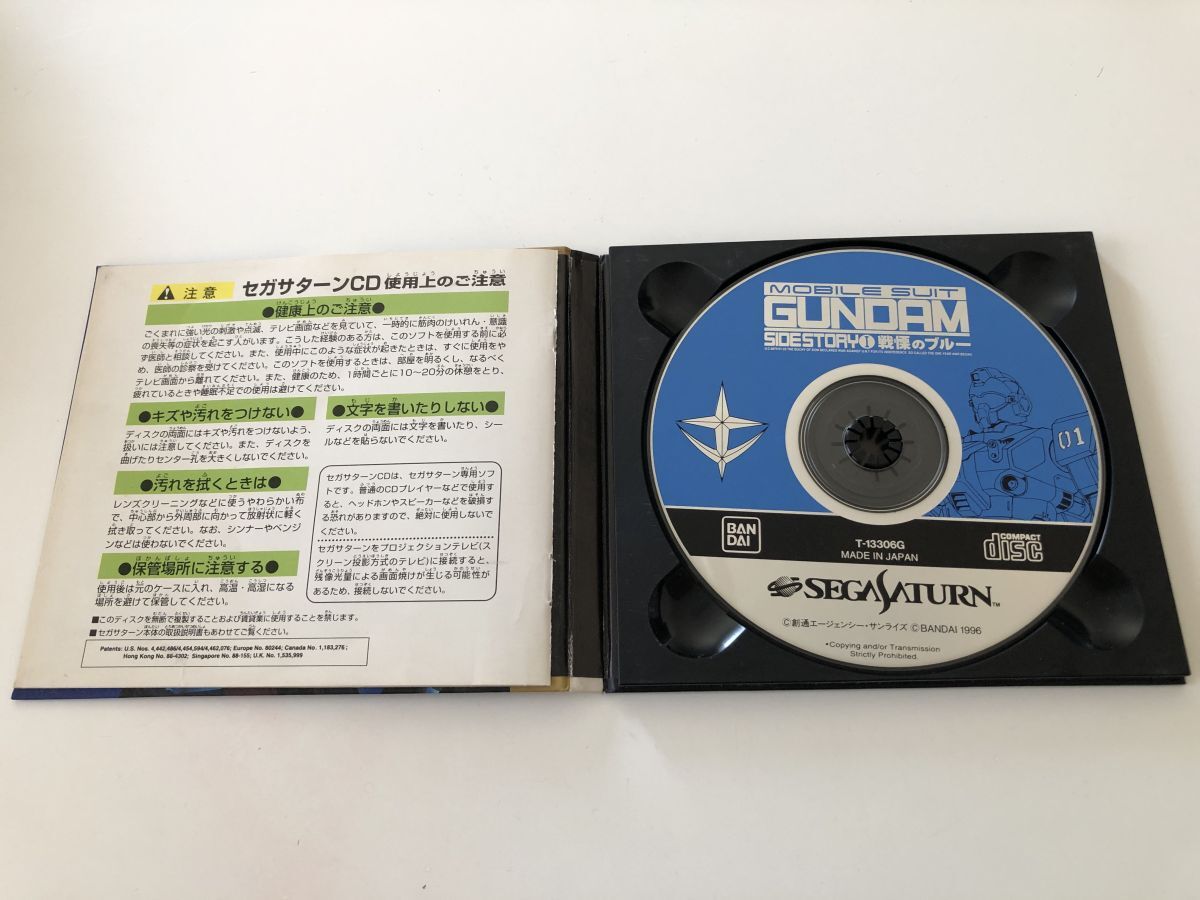 注意 セガサターンCD使用上のご注意
●健康上のご注意●
ごくまれに強い光の刺激や点滅、テレビ画面などを見ていて、一時的に筋肉のけいれん・意識
の喪失等の症状を起こす人がいます。こうした経験のある方は、このソフトを使用する前に必
ず医師と相談してください。また、使用中にこのような症状が起きたときは、すぐに使用をや
め、医師の診察を受けてください。このソフトを使用するときは、部屋を明るくし、なるべく
テレビ画面から離れてください。また、健康のため、1時間ごとに10～20分の休憩をとり、
疲れているときや睡眠不足での使用は避けてください。
●キズや汚れをつけない●
ディスクの両面にはキズや汚れをつけないよう、
扱いには注意してください。また、ディスクを
曲げたりセンター孔を大きくしないでください。
●文字を書いたりしない●
ディスクの両面には文字を書いたり、シー
ルなどを貼らないでください。
●汚れを拭くときは●
レンズクリーニングなどに使うやわらかい布
で、中心部から外周部に向かって放射状に軽く
拭き取ってください。なお、シンナーやベンジ
ンなどは使わないでください。
●保管場所に注意する●
使用後は元のケースに入れ、高温・高湿になる
場所を避けて保管してください。
セガサターンCDは、セガサターン専用ソフ
トです。普通のCDプレイヤーなどで使用す
ると、ヘッドホンやスピーカーなどを破損す
る恐れがありますので、絶対に使用しないで
ください。
セガサターンをプロジェクションテレビ(ス
クリーン投影方式のテレビ)に接続すると、
残像光量による画面焼けが生じる可能性が
あるため、接続しないでください。
■このディスクを無断で複製することおよび賃貸業に使用することを禁じます。
■セガサターン本体の取扱説明書もあわせてご覧ください。
Patents: U.S. Nos. 4,442,486/4,454,594/4,462,076; Europe No. 80244; Canada No. 1,183,276;
Hong Kong No. 88-4302; Singapore No. 88-155; U.K. No. 1,535,999
MOBILE SUIT
GUNDAM
SIDESTORY I 戦慄のブルー
01
BAN
DAI
T-13306G
MADE IN JAPAN
COMPACT
disc
SEGA SATURN™
©創通エージェンシー・サンライズ ©BANDAI 1996
•Copying and/or Transmission
Strictly Prohibited.